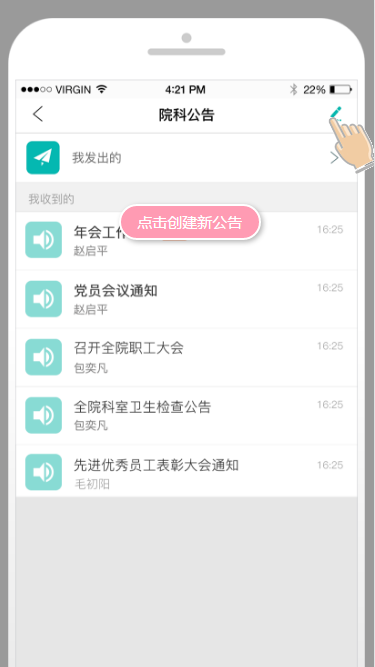 VIRGIN
4:21 PM
22%
院科公告
我发出的
我收到的
点击创建新公告
年会工
16:25
赵启平
党员会议通知
16:25
赵启平
召开全院职工大会
16:25
包奕凡
全院科室卫生检查公告
16:25
包奕凡
先进优秀员工表彰大会通知
16:25
毛初阳